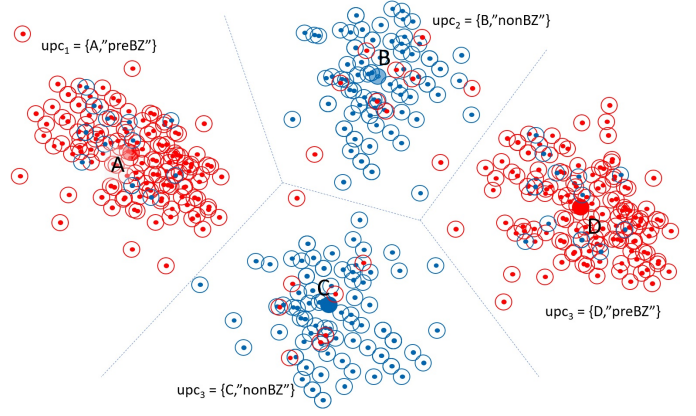 upc2 = {B,”nonBZ”}
upc1 = {A,”preBZ”}
B
A
D
C
upc3 = {D,”preBZ”}
upc3 = {C,”nonBZ”}